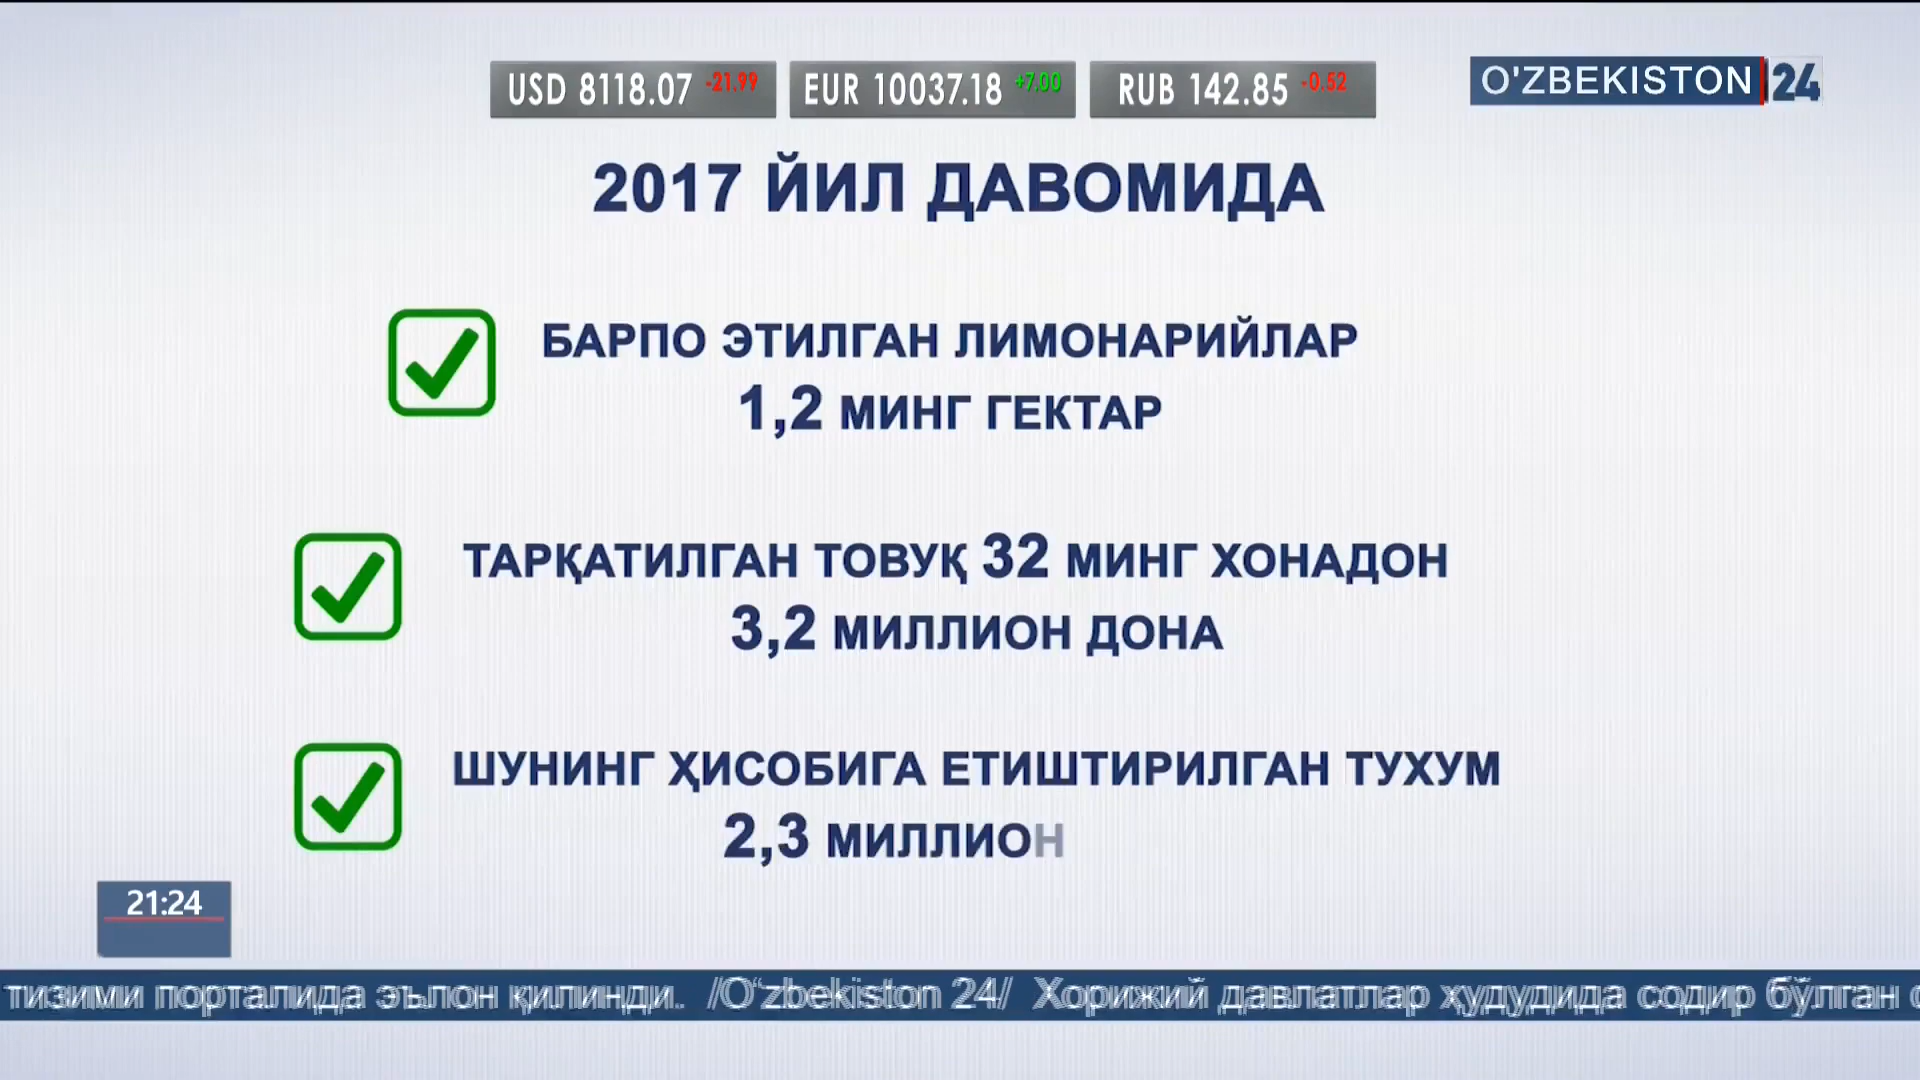 USD 8118.07 -21.99 EUR 10037.18 +7.00 RUB 142.85 -0.52
O'ZBEKISTON 24
2017 ЙИЛ ДАВОМИДА
БАРПО ЭТИЛГАН ЛИМОНАРИЙЛАР
1,2 МИНГ ГЕКТАР
ТАРҚАТИЛГАН ТОВУҚ 32 МИНГ ХОНАДОН
3,2 МИЛЛИОН ДОНА
ШУНИНГ ҲИСОБИГА ЕТИШТИРИЛГАН ТУХУМ
2,3 МИЛЛИОН
21:24
тизими порталида эълон қилинди. /O‘zbekiston 24/ Хорижий давлатлар ҳудудида содир бўлган